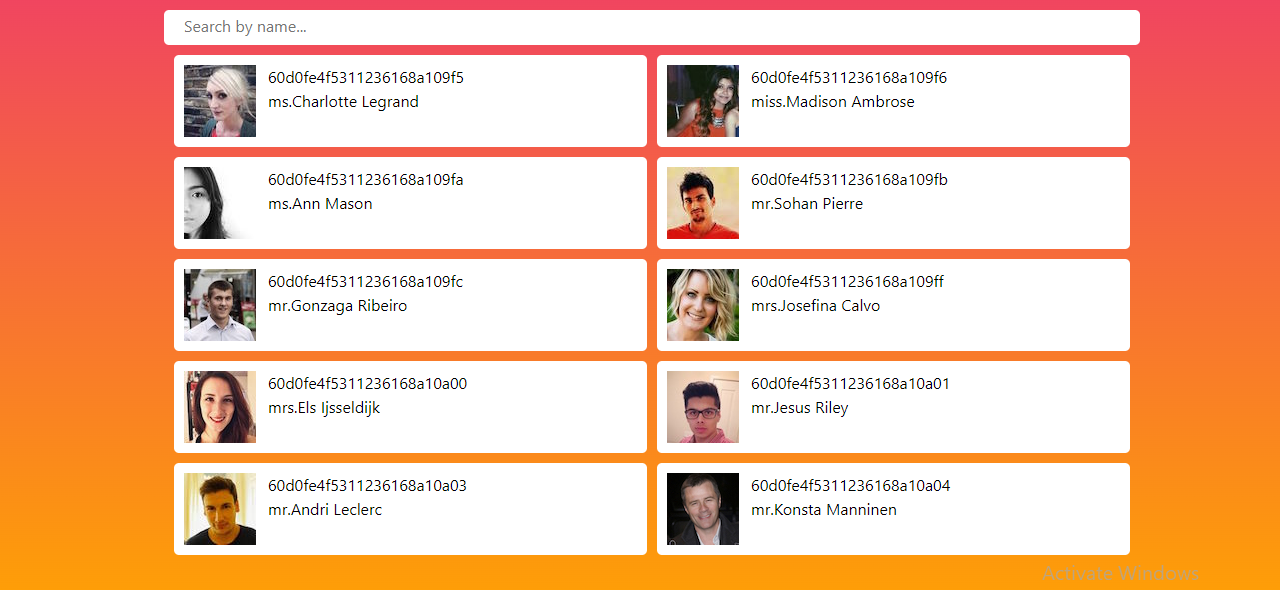 Search by name...
60d0fe4f5311236168a109f5
ms.Charlotte Legrand
60d0fe4f5311236168a109f6
miss.Madison Ambrose
60d0fe4f5311236168a109fa
ms.Ann Mason
60d0fe4f5311236168a109fb
mr.Sohan Pierre
60d0fe4f5311236168a109fc
mr.Gonzaga Ribeiro
60d0fe4f5311236168a109ff
mrs.Josefina Calvo
60d0fe4f5311236168a10a00
mrs.Els Ijsseldijk
60d0fe4f5311236168a10a01
mr.Jesus Riley
60d0fe4f5311236168a10a03
mr.Andri Leclerc
60d0fe4f5311236168a10a04
mr.Konsta Manninen
Activate Windows